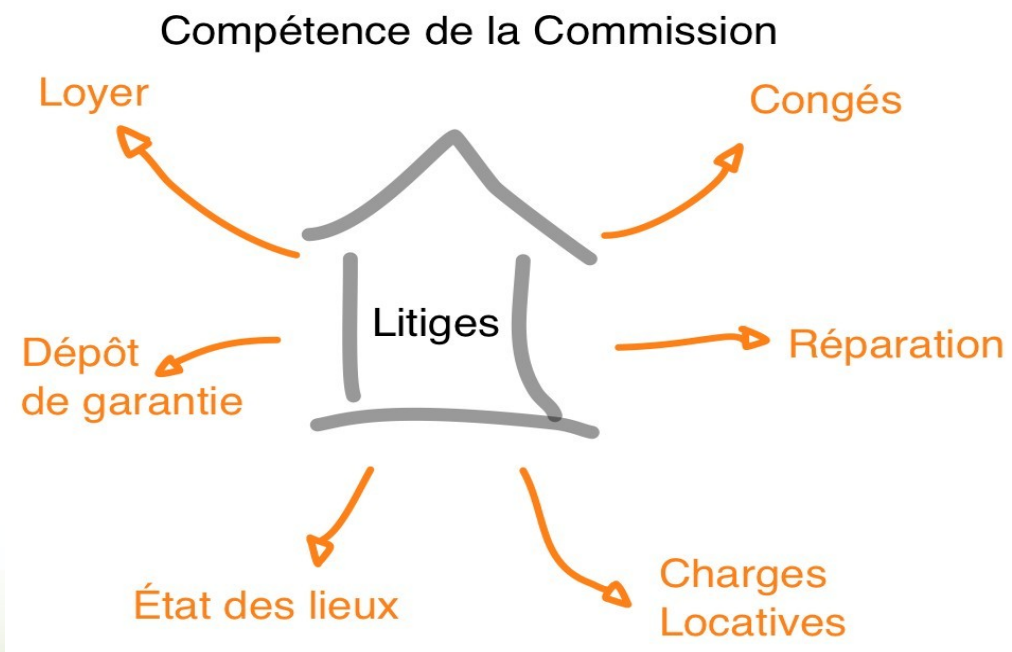 Compétence de la Commission
Loyer
Congés
Litiges
Dépôt
de garantie
Réparation
État des lieux
Charges
Locatives